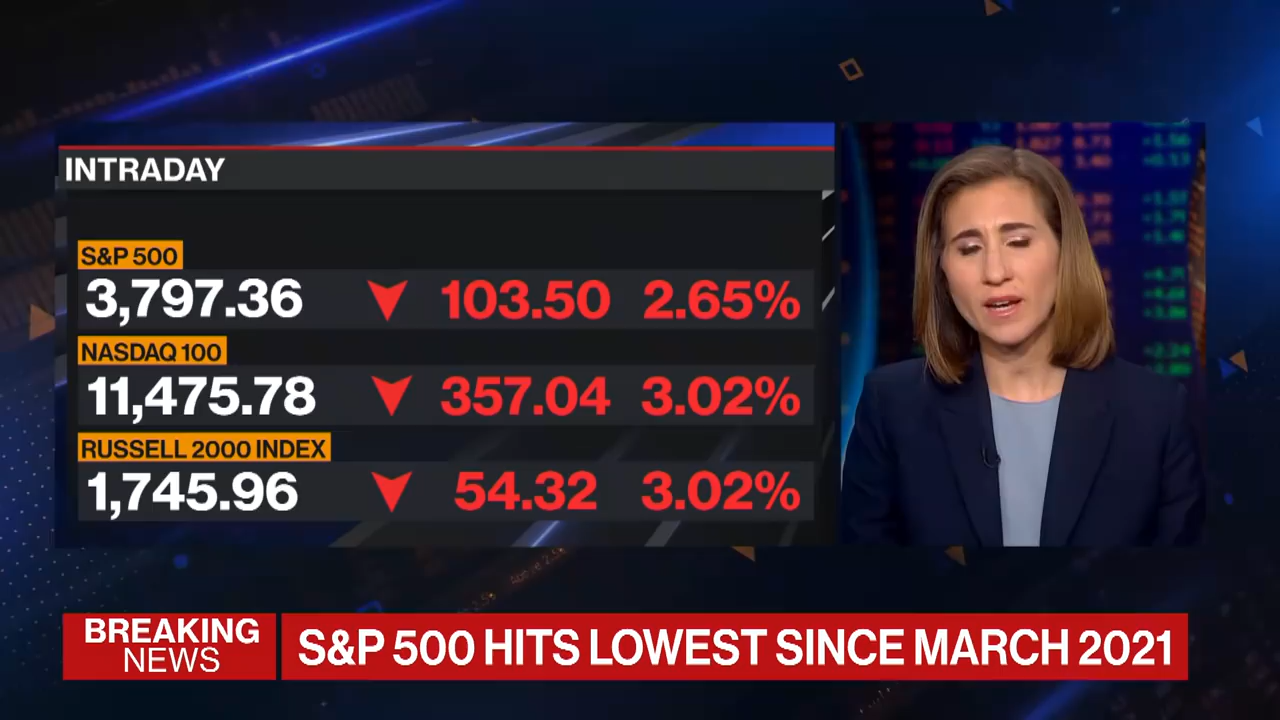 INTRADAY
S&P 500
3,797.36 103.50 2.65%
NASDAQ 100
11,475.78 357.04 3.02%
RUSSELL 2000 INDEX
1,745.96 54.32 3.02%
BREAKING
NEWS
S&P 500 HITS LOWEST SINCE MARCH 2021